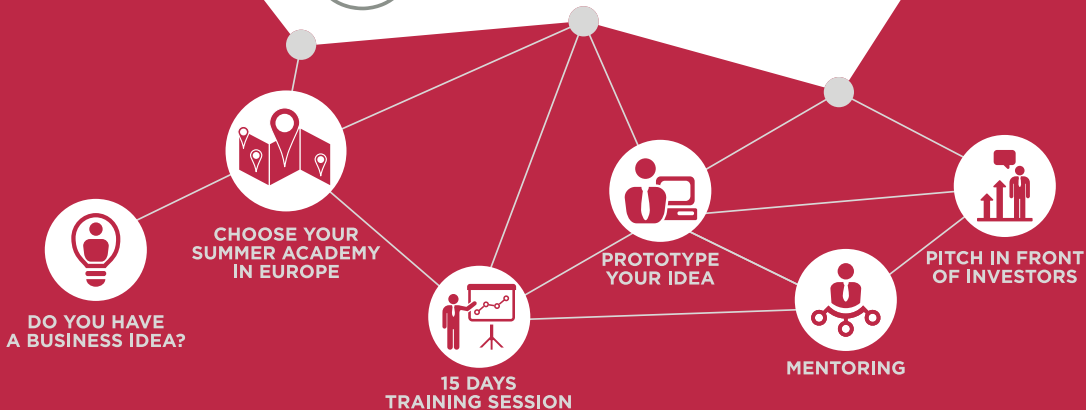 DO YOU HAVE
A BUSINESS IDEA?
CHOOSE YOUR
SUMMER ACADEMY
IN EUROPE
15 DAYS
TRAINING SESSION
PROTOTYPE
YOUR IDEA
MENTORING
PITCH IN FRONT
OF INVESTORS